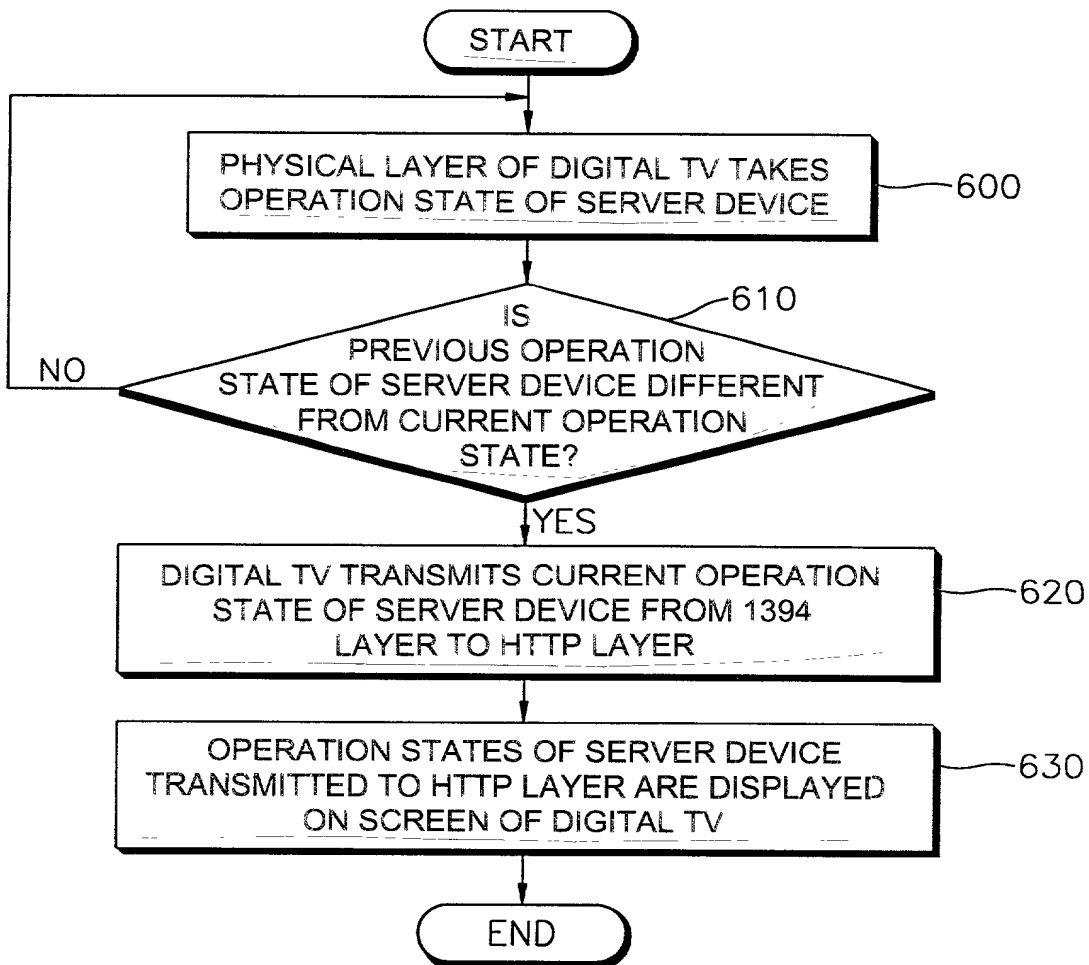 START
PHYSICAL LAYER OF DIGITAL TV TAKES
OPERATION STATE OF SERVER DEVICE
600
610
IS
PREVIOUS OPERATION
STATE OF SERVER DEVICE DIFFERENT
FROM CURRENT OPERATION
STATE?
NO
YES
DIGITAL TV TRANSMITS CURRENT OPERATION
STATE OF SERVER DEVICE FROM 1394
LAYER TO HTTP LAYER
620
OPERATION STATES OF SERVER DEVICE
TRANSMITTED TO HTTP LAYER ARE DISPLAYED
ON SCREEN OF DIGITAL TV
630
END